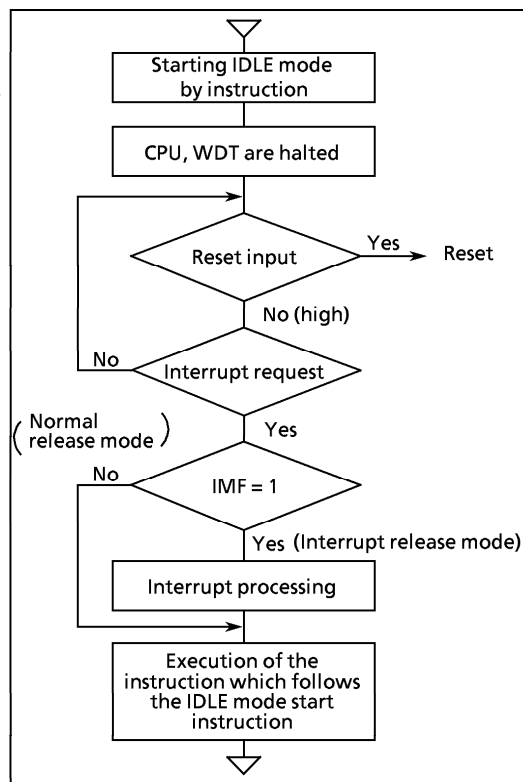 Starting IDLE mode
by instruction
CPU, WDT are halted
Reset input
Yes
Reset
No (high)
No
Interrupt request
(Normal
release mode)
Yes
No
IMF = 1
Yes (Interrupt release mode)
Interrupt processing
Execution of the
instruction which follows
the IDLE mode start
instruction